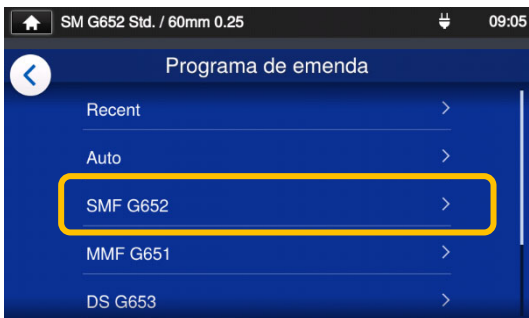 SM G652 Std. / 60mm 0.25 09:05
Programa de emenda
Recent
Auto
SMF G652
MMF G651
DS G653